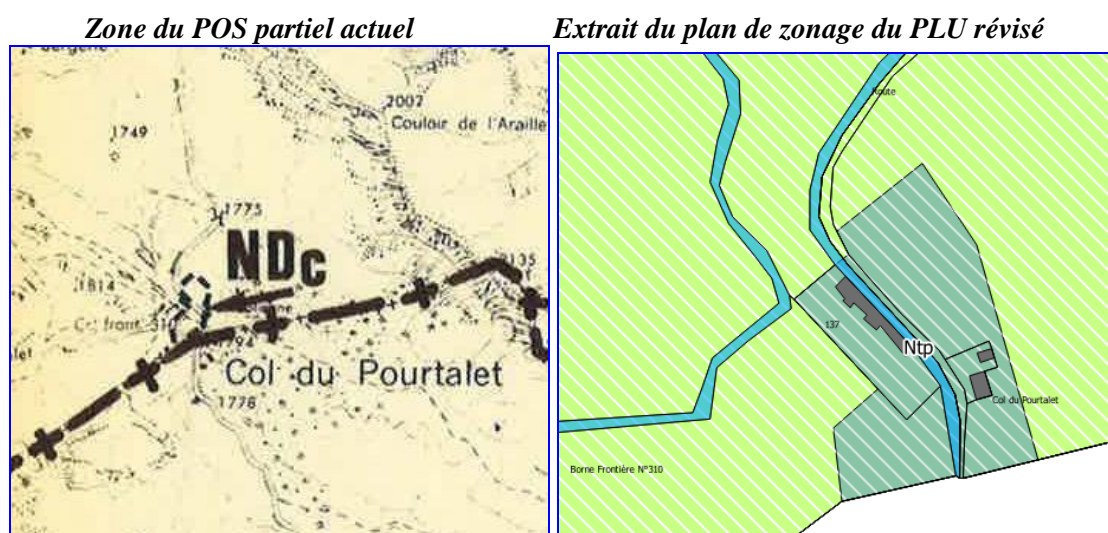 Zone du POS partiel actuel
Extrait du plan de zonage du PLU révisé
2007
Couloir de l'Araille
1749
1775
NDc
1814
1794
Col du Pourtalet
1778
Route
137
Ntp
Col du Pourtalet
Borne Frontière N°310